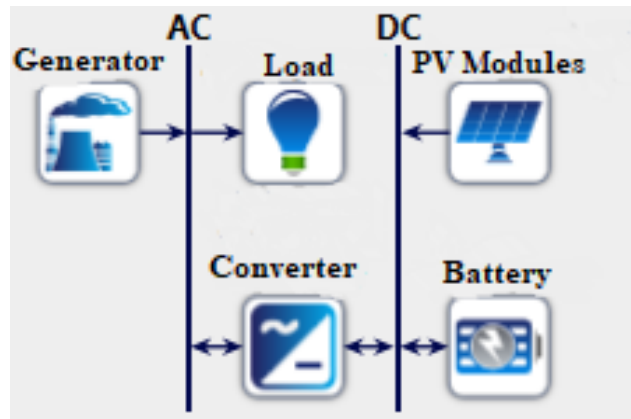 AC
DC
Generator
Load
PV Modules
Converter
Battery